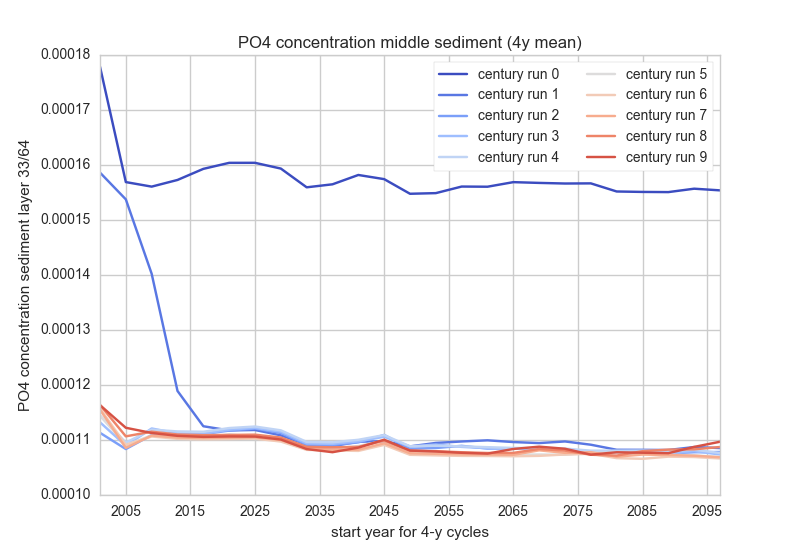 PO4 concentration middle sediment (4y mean)
0.00018
0.00017
0.00016
0.00015
0.00014
0.00013
0.00012
0.00011
0.00010
PO4 concentration sediment layer 33/64
century run 0
century run 1
century run 2
century run 3
century run 4
century run 5
century run 6
century run 7
century run 8
century run 9
2005 2015 2025 2035 2045 2055 2065 2075 2085 2095
start year for 4-y cycles